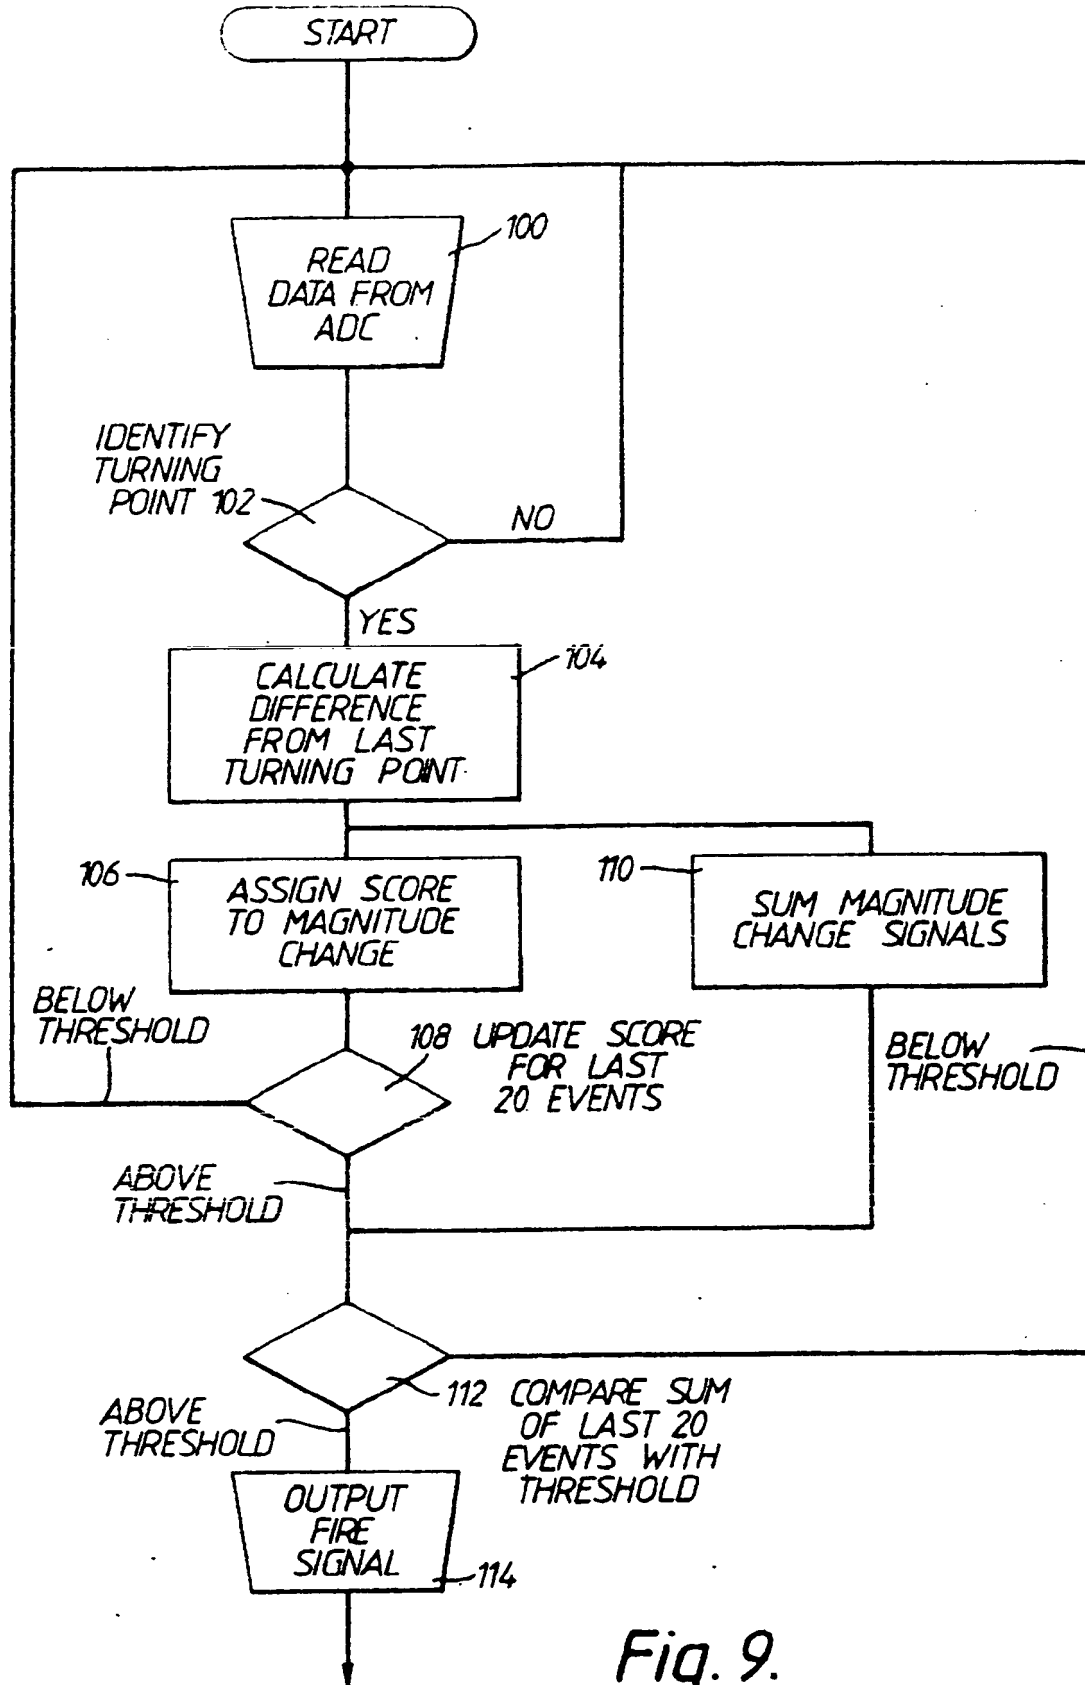 START
100
READ
DATA FROM
ADC
IDENTIFY
TURNING
POINT 102
NO
YES
104
CALCULATE
DIFFERENCE
FROM LAST
TURNING POINT
106
ASSIGN SCORE
TO MAGNITUDE
CHANGE
110
SUM MAGNITUDE
CHANGE SIGNALS
BELOW
THRESHOLD
108 UPDATE SCORE
FOR LAST
20 EVENTS
BELOW
THRESHOLD
ABOVE
THRESHOLD
112 COMPARE SUM
OF LAST 20
EVENTS WITH
THRESHOLD
ABOVE
THRESHOLD
OUTPUT
FIRE
SIGNAL
114
Fig. 9.